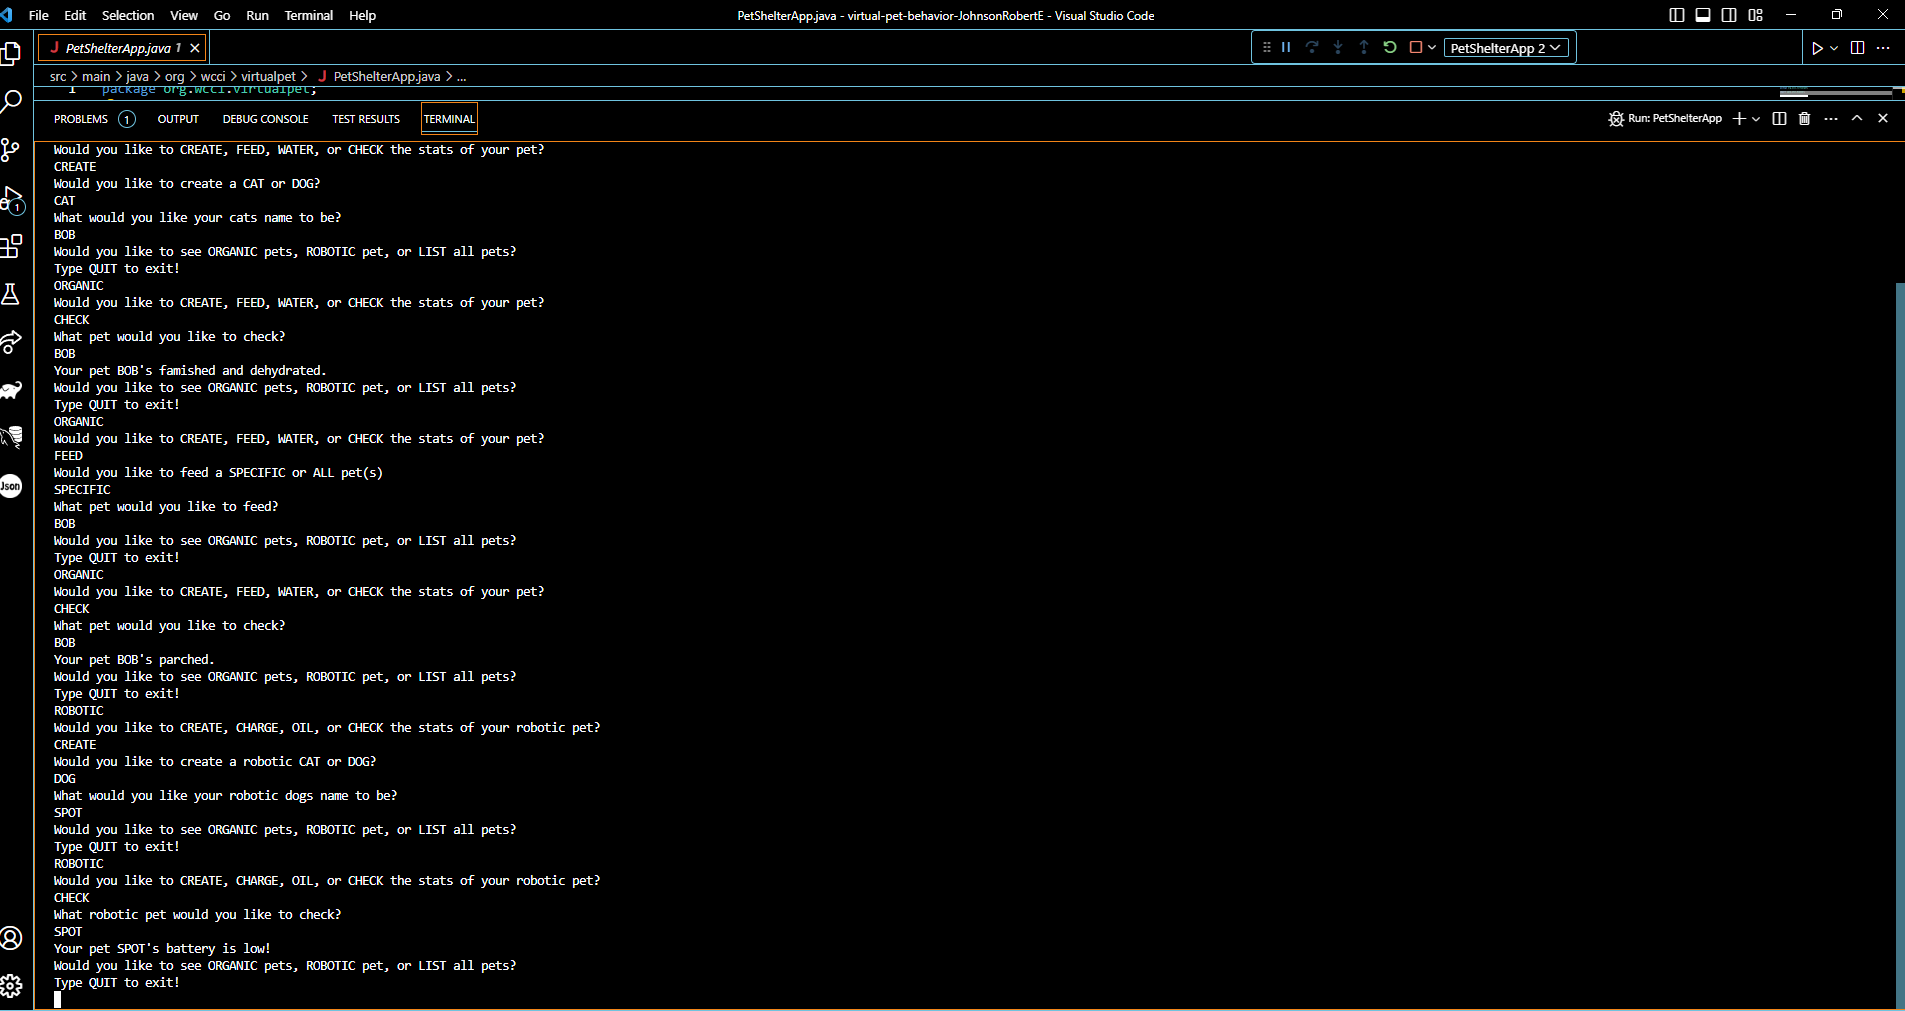 File Edit Selection View Go Run Terminal Help
PetShelterApp.java - virtual-pet-behavior-JohnsonRobertE - Visual Studio Code
J PetShelterApp.java 1
PetShelterApp 2
src > main > java > org > wcci > virtualpet > J PetShelterApp.java > ...
1 package org.wcci.virtualpet;
PROBLEMS 1 OUTPUT DEBUG CONSOLE TEST RESULTS TERMINAL
Run: PetShelterApp
Would you like to CREATE, FEED, WATER, or CHECK the stats of your pet?
CREATE
Would you like to create a CAT or DOG?
CAT
What would you like your cats name to be?
BOB
Would you like to see ORGANIC pets, ROBOTIC pet, or LIST all pets?
Type QUIT to exit!
ORGANIC
Would you like to CREATE, FEED, WATER, or CHECK the stats of your pet?
CHECK
What pet would you like to check?
BOB
Your pet BOB's famished and dehydrated.
Would you like to see ORGANIC pets, ROBOTIC pet, or LIST all pets?
Type QUIT to exit!
ORGANIC
Would you like to CREATE, FEED, WATER, or CHECK the stats of your pet?
FEED
Would you like to feed a SPECIFIC or ALL pet(s)
SPECIFIC
What pet would you like to feed?
BOB
Would you like to see ORGANIC pets, ROBOTIC pet, or LIST all pets?
Type QUIT to exit!
ORGANIC
Would you like to CREATE, FEED, WATER, or CHECK the stats of your pet?
CHECK
What pet would you like to check?
BOB
Your pet BOB's parched.
Would you like to see ORGANIC pets, ROBOTIC pet, or LIST all pets?
Type QUIT to exit!
ROBOTIC
Would you like to CREATE, CHARGE, OIL, or CHECK the stats of your robotic pet?
CREATE
Would you like to create a robotic CAT or DOG?
DOG
What would you like your robotic dogs name to be?
SPOT
Would you like to see ORGANIC pets, ROBOTIC pet, or LIST all pets?
Type QUIT to exit!
ROBOTIC
Would you like to CREATE, CHARGE, OIL, or CHECK the stats of your robotic pet?
CHECK
What robotic pet would you like to check?
SPOT
Your pet SPOT's battery is low!
Would you like to see ORGANIC pets, ROBOTIC pet, or LIST all pets?
Type QUIT to exit!
1
Json